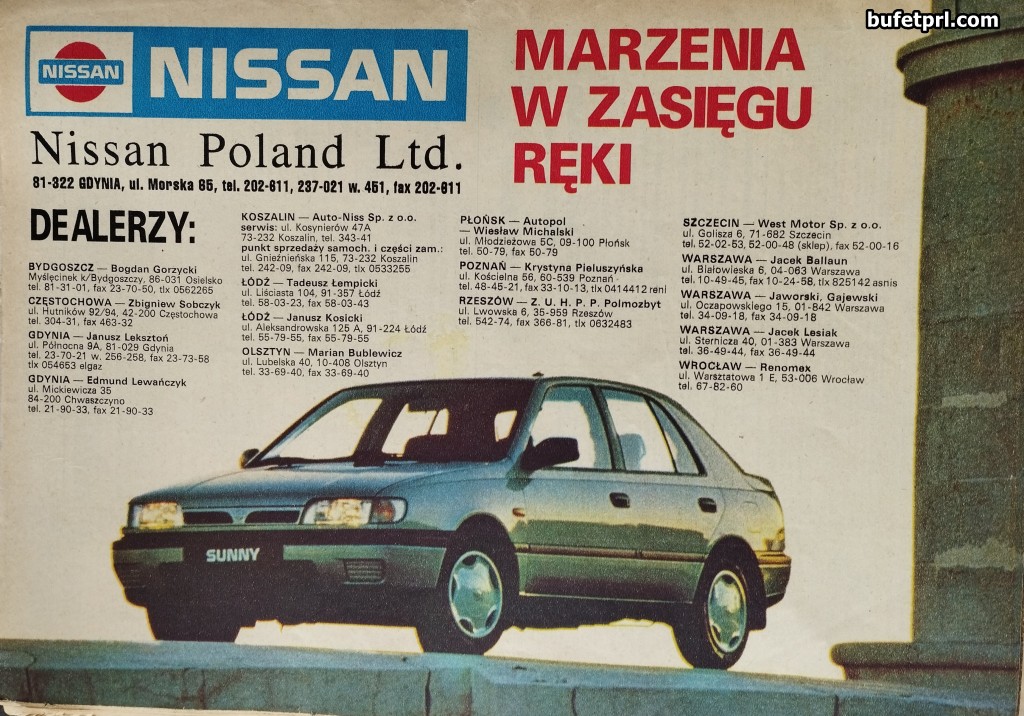 bufetprl.com
NISSAN
NISSAN
Nissan Poland Ltd.
81-322 GDYNIA, ul. Morska 65, tel. 202-611, 237-021 w. 451, fax 202-611
MARZENIA
W ZASIĘGU
RĘKI
DEALERZY:
BYDGOSZCZ — Bogdan Gorzycki
Myślęcinek k/Bydgoszczy, 86-031 Osielsko
tel. 81-31-01, fax 23-70-50, tlx 0562265
CZĘSTOCHOWA — Zbigniew Sobczyk
ul. Hutników 92/94, 42-200 Częstochowa
tel. 304-31, fax 463-32
GDYNIA — Janusz Leksztoń
ul. Północna 9A, 81-029 Gdynia
tel. 23-70-21 w. 256-258, fax 23-73-58
tlx 054653 elgaz
GDYNIA — Edmund Lewańczyk
ul. Mickiewicza 35
84-200 Chwaszczyno
tel. 21-90-33, fax 21-90-33
KOSZALIN — Auto-Niss Sp. z o.o.
serwis: ul. Kosynierów 47A
73-232 Koszalin, tel. 343-41
punkt sprzedaży samoch. i części zam.:
ul. Gnieźnieńska 115, 73-232 Koszalin
tel. 242-09, fax 242-09, tlx 0533255
ŁÓDŹ — Tadeusz Łempicki
ul. Liściasta 104, 91-357 Łódź
tel. 58-03-23, fax 58-03-43
ŁÓDŹ — Janusz Kosicki
ul. Aleksandrowska 125 A, 91-224 Łódź
tel. 55-79-55, fax 55-79-55
OLSZTYN — Marian Bublewicz
ul. Lubelska 40, 10-408 Olsztyn
tel. 33-69-40, fax 33-69-40
PŁOŃSK — Autopol
— Wiesław Michalski
ul. Młodzieżowa 5C, 09-100 Płońsk
tel. 50-79, fax 50-79
POZNAŃ — Krystyna Pieluszyńska
ul. Kościelna 56, 60-539 Poznań
tel. 48-45-21, fax 33-10-13, tlx 0414412 reni
RZESZÓW — Z. U. H. P. P. Polmozbyt
ul. Lwowska 6, 35-959 Rzeszów
tel. 542-74, fax 366-81, tlx 0632483
SZCZECIN — West Motor Sp. z o.o.
ul. Golisza 6, 71-682 Szczecin
tel. 52-02-53, 52-00-48 (sklep), fax 52-00-16
WARSZAWA — Jacek Ballaun
ul. Białowieska 6, 04-063 Warszawa
tel. 10-49-45, fax 10-24-58, tlx 825142 asnis
WARSZAWA — Jaworski, Gajewski
ul. Oczapowskiego 15, 01-842 Warszawa
tel. 34-09-18, fax 34-09-18
WARSZAWA — Jacek Lesiak
ul. Sternicza 40, 01-383 Warszawa
tel. 36-49-44, fax 36-49-44
WROCŁAW — Renomex
ul. Warsztatowa 1 E, 53-006 Wrocław
tel. 67-82-60
SUNNY